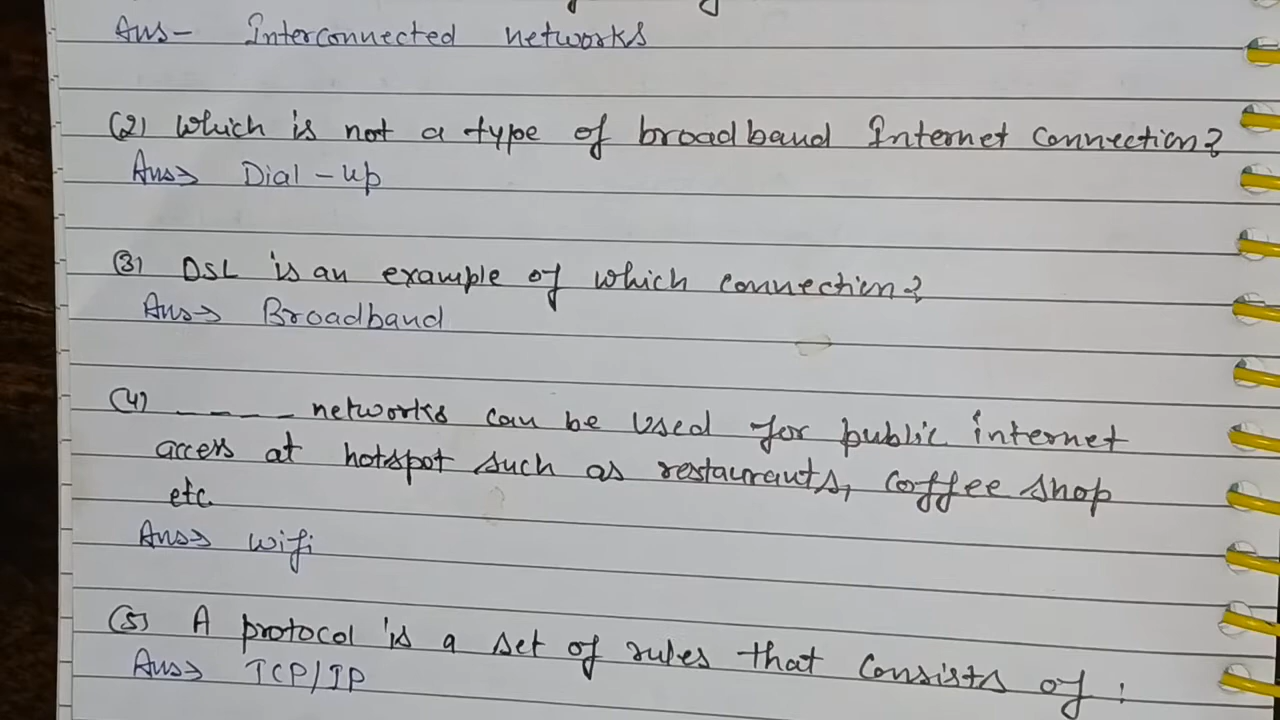 Ans- Interconnected networks
(2) Which is not a type of broadband Internet connection?
Ans→ Dial-up
(3) DSL is an example of which connection?
Ans→ Broadband
(4) _ _ _ _ networks can be used for public internet
access at hotspot such as restaurants, coffee shop
etc.
Ans→ wifi
(5) A protocol is a set of rules that consists of :
Ans→ TCP/IP